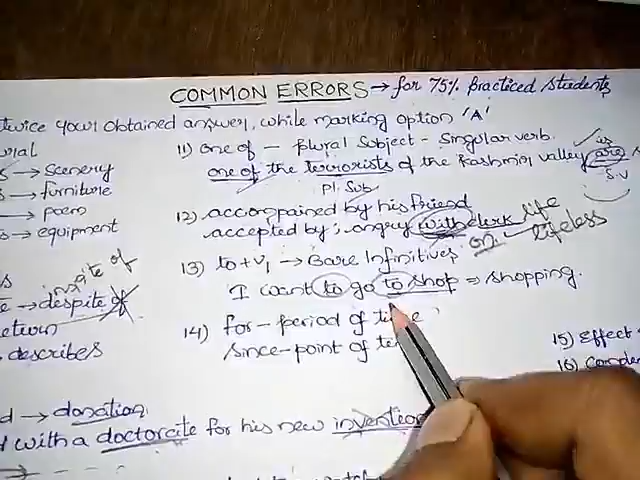 COMMON ERRORS → for 75% Practiced Students
twice your obtained answer, while marking option 'A'
→ Scenery
→ furniture
→ poem
→ equipment
inspite of
→ despite of
describes
→ donation
with a doctorate for his new invention
11) One of – plural Subject – Singular verb.
is
one of the terrorists of the Kashmir valley are
Pl. Sub
S.V
12) accompained by his friend
accepted by; angry with clerk life
on lifeless
13) to+V1 → Bare Infinitives
I want to go to shop ⇒ shopping.
14) for – period of time
Since – point of
15) Effect
16)